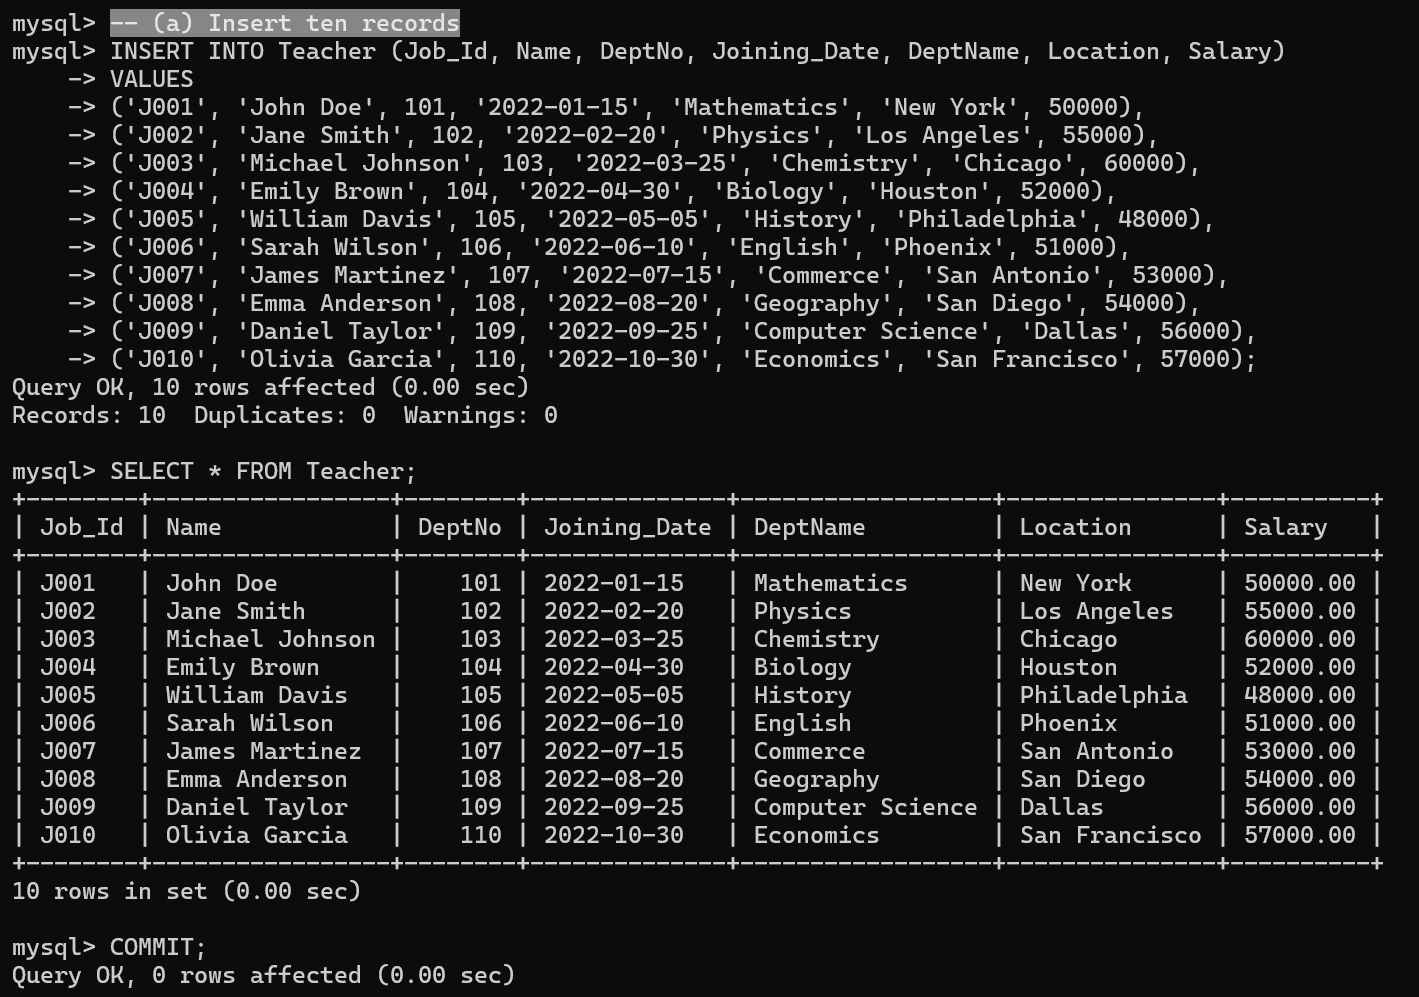 mysql> -- (a) Insert ten records
mysql> INSERT INTO Teacher (Job_Id, Name, DeptNo, Joining_Date, DeptName, Location, Salary)
    -> VALUES
    -> ('J001', 'John Doe', 101, '2022-01-15', 'Mathematics', 'New York', 50000),
    -> ('J002', 'Jane Smith', 102, '2022-02-20', 'Physics', 'Los Angeles', 55000),
    -> ('J003', 'Michael Johnson', 103, '2022-03-25', 'Chemistry', 'Chicago', 60000),
    -> ('J004', 'Emily Brown', 104, '2022-04-30', 'Biology', 'Houston', 52000),
    -> ('J005', 'William Davis', 105, '2022-05-05', 'History', 'Philadelphia', 48000),
    -> ('J006', 'Sarah Wilson', 106, '2022-06-10', 'English', 'Phoenix', 51000),
    -> ('J007', 'James Martinez', 107, '2022-07-15', 'Commerce', 'San Antonio', 53000),
    -> ('J008', 'Emma Anderson', 108, '2022-08-20', 'Geography', 'San Diego', 54000),
    -> ('J009', 'Daniel Taylor', 109, '2022-09-25', 'Computer Science', 'Dallas', 56000),
    -> ('J010', 'Olivia Garcia', 110, '2022-10-30', 'Economics', 'San Francisco', 57000);
Query OK, 10 rows affected (0.00 sec)
Records: 10  Duplicates: 0  Warnings: 0

mysql> SELECT * FROM Teacher;
+--------+-----------------+--------+--------------+------------------+---------------+----------+
| Job_Id | Name            | DeptNo | Joining_Date | DeptName         | Location      | Salary   |
+--------+-----------------+--------+--------------+------------------+---------------+----------+
| J001   | John Doe        |    101 | 2022-01-15   | Mathematics      | New York      | 50000.00 |
| J002   | Jane Smith      |    102 | 2022-02-20   | Physics          | Los Angeles   | 55000.00 |
| J003   | Michael Johnson |    103 | 2022-03-25   | Chemistry        | Chicago       | 60000.00 |
| J004   | Emily Brown     |    104 | 2022-04-30   | Biology          | Houston       | 52000.00 |
| J005   | William Davis   |    105 | 2022-05-05   | History          | Philadelphia  | 48000.00 |
| J006   | Sarah Wilson    |    106 | 2022-06-10   | English          | Phoenix       | 51000.00 |
| J007   | James Martinez  |    107 | 2022-07-15   | Commerce         | San Antonio   | 53000.00 |
| J008   | Emma Anderson   |    108 | 2022-08-20   | Geography        | San Diego     | 54000.00 |
| J009   | Daniel Taylor   |    109 | 2022-09-25   | Computer Science | Dallas        | 56000.00 |
| J010   | Olivia Garcia   |    110 | 2022-10-30   | Economics        | San Francisco | 57000.00 |
+--------+-----------------+--------+--------------+------------------+---------------+----------+
10 rows in set (0.00 sec)

mysql> COMMIT;
Query OK, 0 rows affected (0.00 sec)